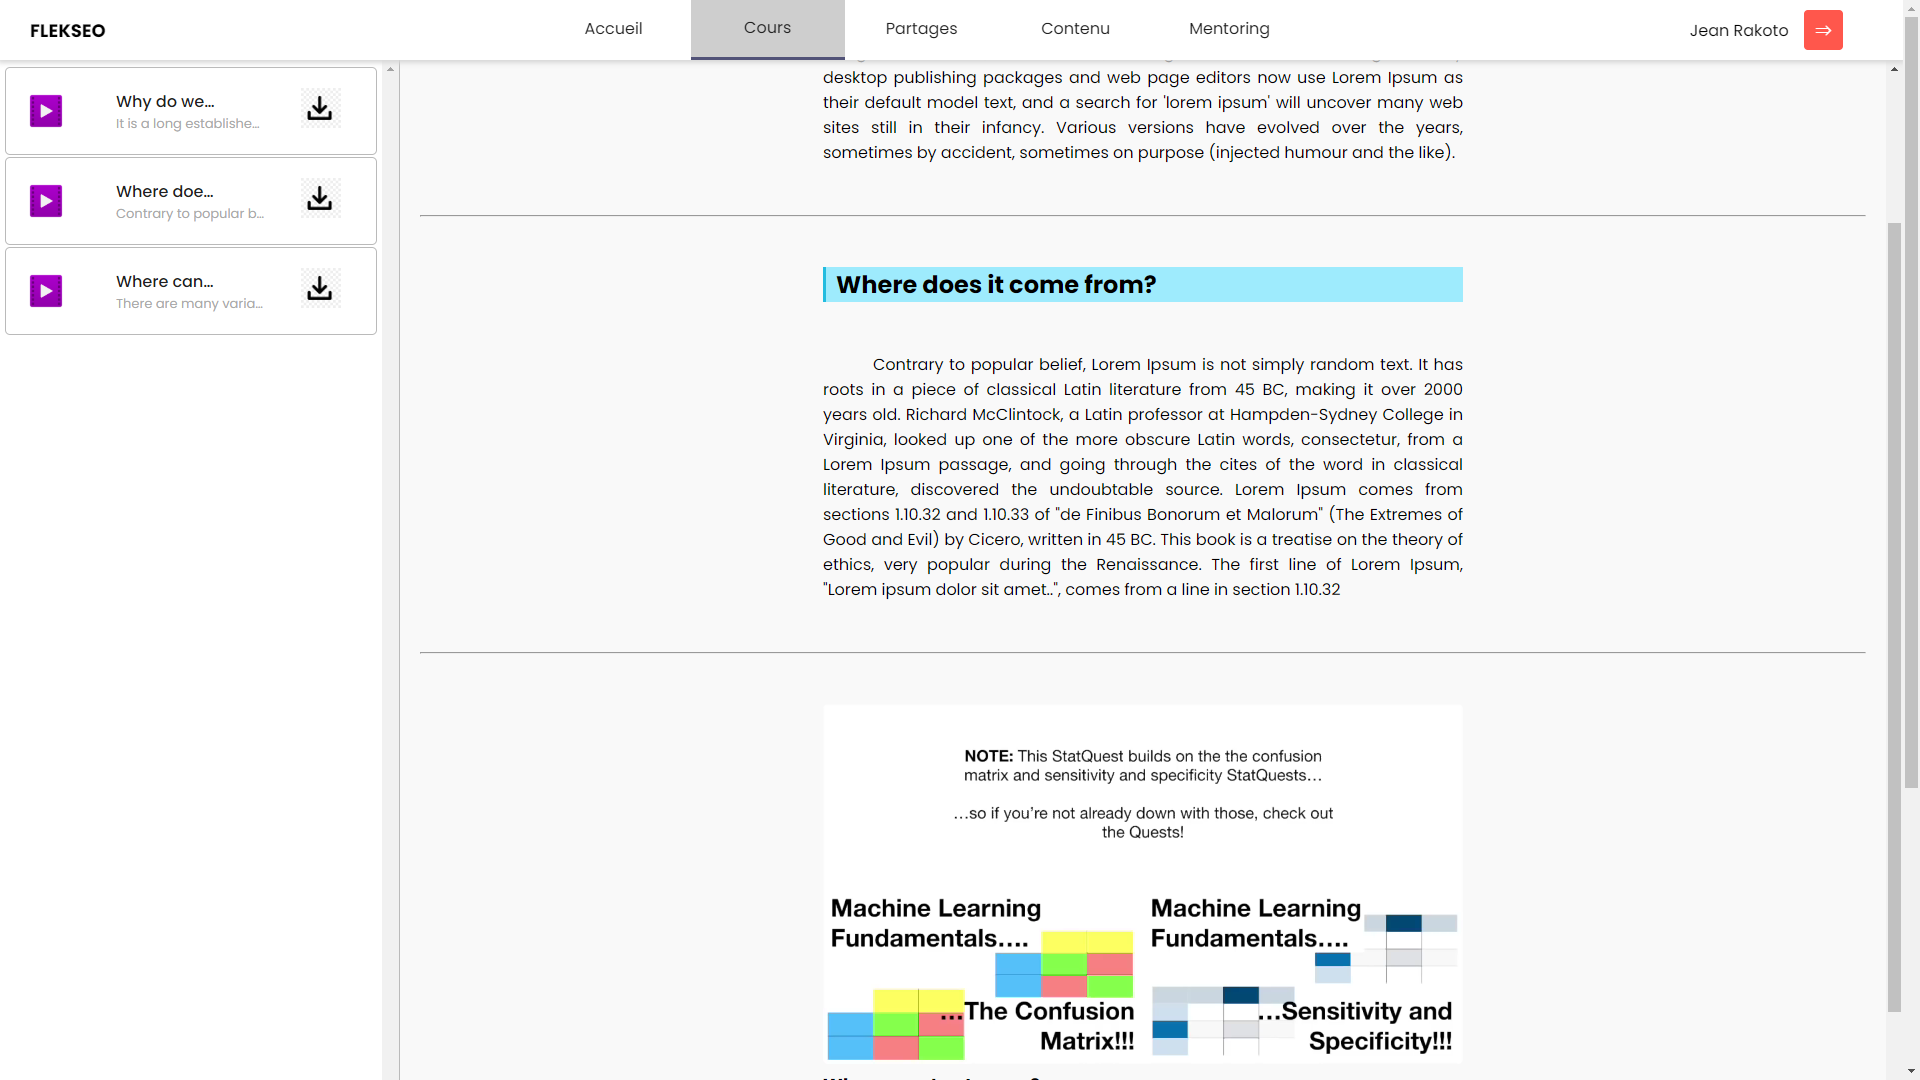 FLEKSEO
Accueil
Cours
Partages
Contenu
Mentoring
Jean Rakoto
⇒
Why do we...
It is a long establishe...
Where doe...
Contrary to popular b...
Where can...
There are many varia...
desktop publishing packages and web page editors now use Lorem Ipsum as
their default model text, and a search for 'lorem ipsum' will uncover many web
sites still in their infancy. Various versions have evolved over the years,
sometimes by accident, sometimes on purpose (injected humour and the like).
Where does it come from?
Contrary to popular belief, Lorem Ipsum is not simply random text. It has
roots in a piece of classical Latin literature from 45 BC, making it over 2000
years old. Richard McClintock, a Latin professor at Hampden-Sydney College in
Virginia, looked up one of the more obscure Latin words, consectetur, from a
Lorem Ipsum passage, and going through the cites of the word in classical
literature, discovered the undoubtable source. Lorem Ipsum comes from
sections 1.10.32 and 1.10.33 of "de Finibus Bonorum et Malorum" (The Extremes of
Good and Evil) by Cicero, written in 45 BC. This book is a treatise on the theory of
ethics, very popular during the Renaissance. The first line of Lorem Ipsum,
"Lorem ipsum dolor sit amet..", comes from a line in section 1.10.32
NOTE: This StatQuest builds on the the confusion
matrix and sensitivity and specificity StatQuests...
...so if you're not already down with those, check out
the Quests!
Machine Learning
Fundamentals....
...The Confusion
Matrix!!!
Machine Learning
Fundamentals....
...Sensitivity and
Specificity!!!